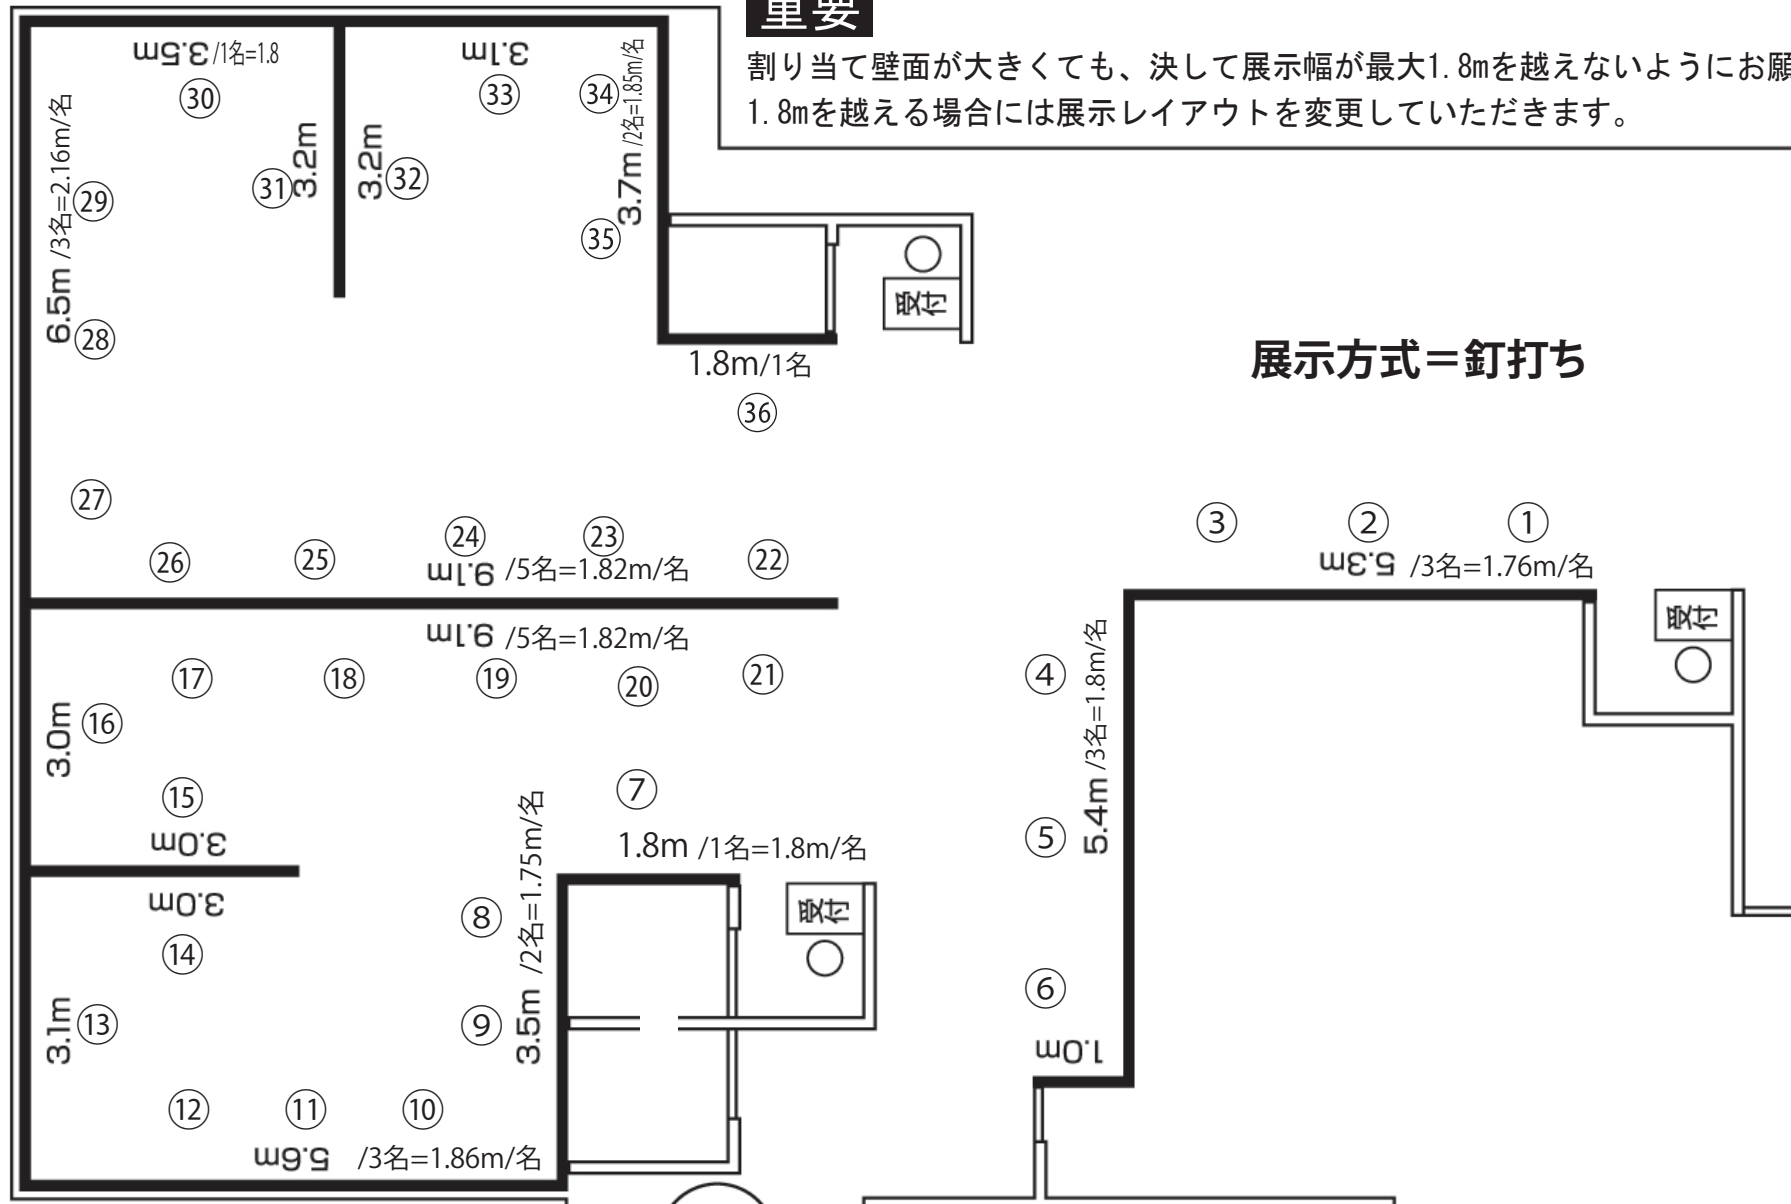 重要
割り当て壁面が大きくても、決して展示幅が最大1.8mを越えないようにお願
1.8mを越える場合には展示レイアウトを変更していただきます。
3.5m/1名=1.8
3.1m
㉚
㉝
㉞
6.5m /3名=2.16m/名
3.2m
3.2m
3.7m /2名=1.85m/名
㉙
㉛
㉜
㉟
受付
㉘
1.8m/1名
展示方式＝釘打ち
㊱
㉗
③
②
①
㉖
㉕
㉔
㉓
㉒
9.1m /5名=1.82m/名
5.3m /3名=1.76m/名
9.1m /5名=1.82m/名
受付
⑰
⑱
⑲
⑳
㉑
④
5.4m /3名=1.8m/名
3.0m
⑯
⑮
⑦
3.0m
1.8m /1名=1.8m/名
⑤
3.0m
⑧
3.5m /2名=1.75m/名
受付
⑭
⑥
3.1m
⑬
⑨
1.0m
⑫
⑪
⑩
5.6m /3名=1.86m/名